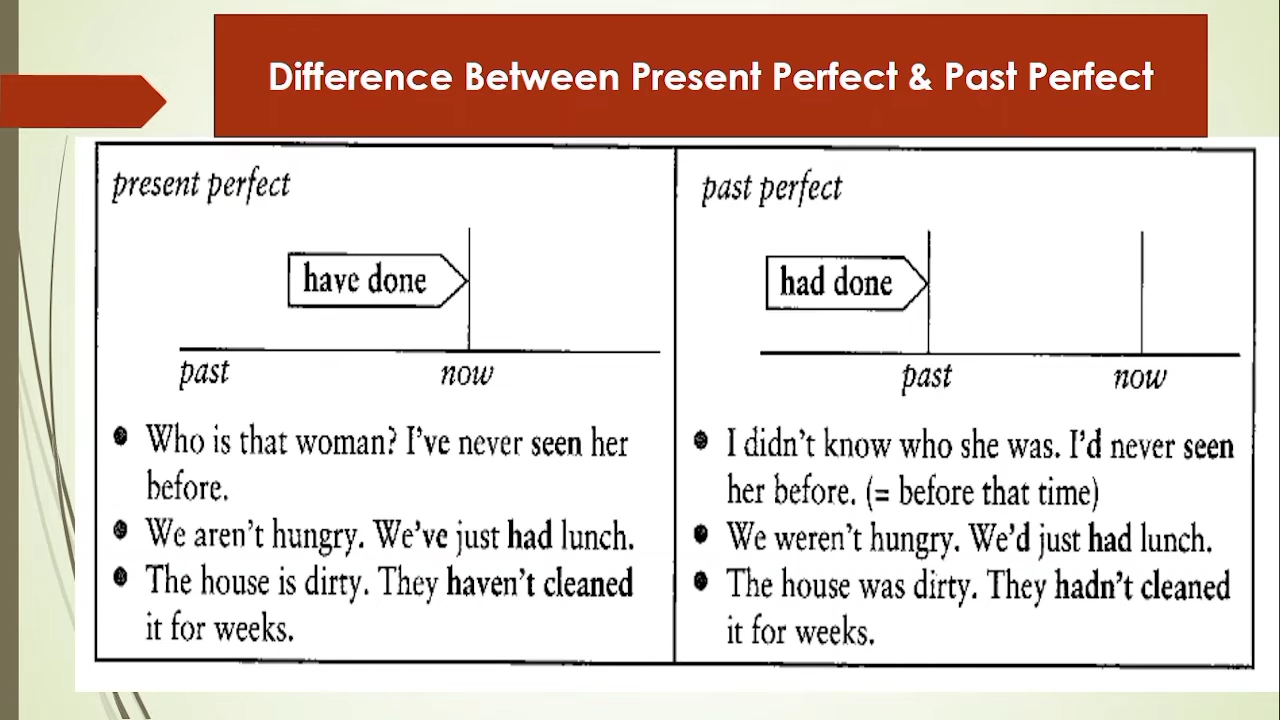 Difference Between Present Perfect & Past Perfect
present perfect
have done
past
now
• Who is that woman? I've never seen her
before.
• We aren't hungry. We've just had lunch.
• The house is dirty. They haven't cleaned
it for weeks.
past perfect
had done
past
now
• I didn't know who she was. I'd never seen
her before. (= before that time)
• We weren't hungry. We'd just had lunch.
• The house was dirty. They hadn't cleaned
it for weeks.